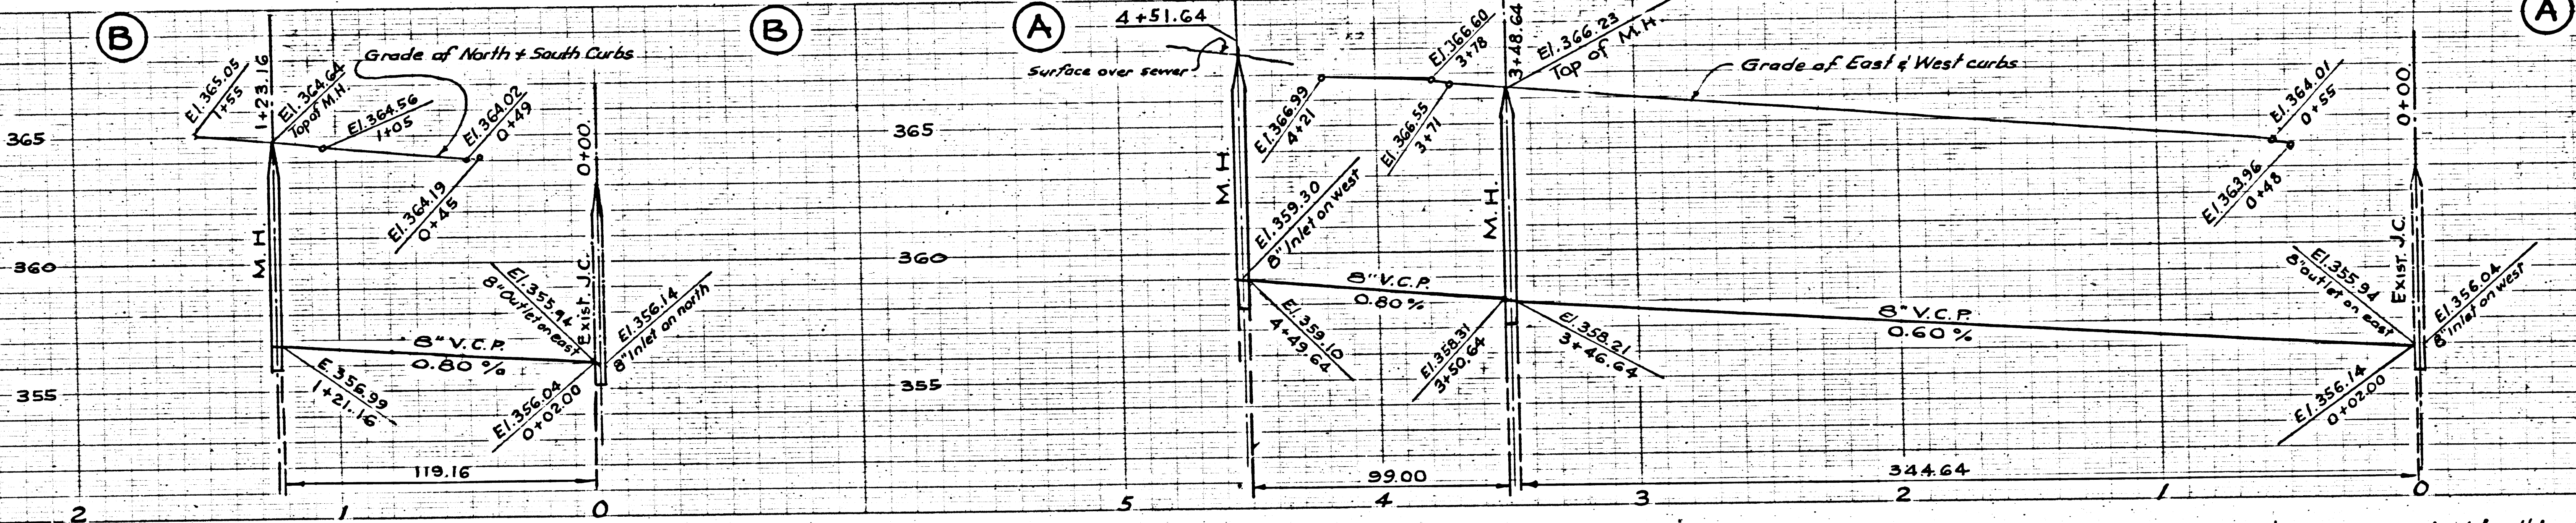 B
El. 365.05
1+55
1+23.16
El. 364.64
Top of M.H.
Grade of North & South Curbs
El. 364.56
1+05
El. 364.02
0+49
El. 364.19
0+45
0+00.
B
365
360
355
M. H.
Exist. J.C.
El. 355.94
8" Outlet on east
El. 356.14
8" Inlet on north
8" V.C.P.
0.80 %
E. 356.99
1+21.16
El. 356.04
0+02.00
119.16
2
1
0
A
4+51.64
Surface over sewer
El. 366.60
3+78
3+48.64
El. 366.23
Top of M.H.
Grade of East & West curbs
El. 364.01
0+55
0+00.
A
365
360
355
M. H.
El. 366.99
4+21
El. 366.55
3+71
M. H.
El. 363.96
0+48
El. 359.30
8" Inlet on west
Exist. J.C.
El. 355.94
8" outlet on east
El. 356.04
8" Inlet on west
8" V.C.P.
0.80 %
8" V.C.P.
0.60 %
El. 359.10
4+49.64
El. 358.31
3+50.64
El. 358.21
3+46.64
El. 356.14
0+02.00
99.00
344.64
5
4
3
2
1
0